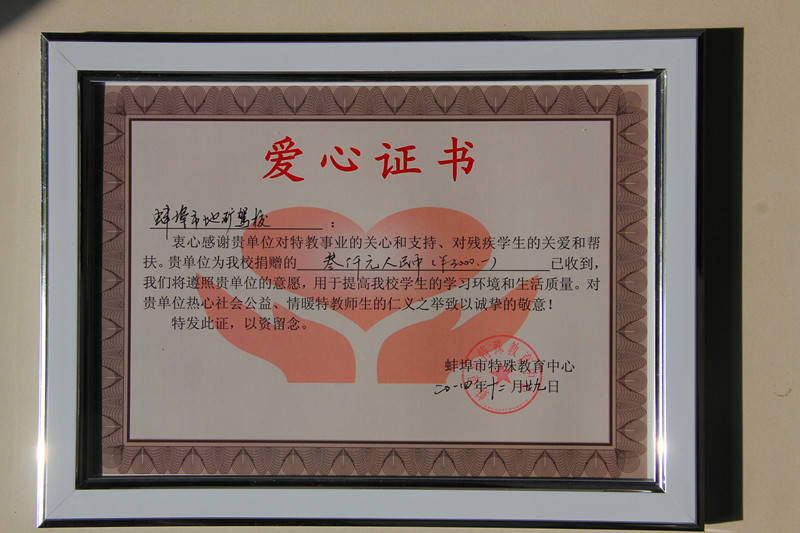 爱心证书
蚌埠市地矿驾校：
衷心感谢贵单位对特教事业的关心和支持、对残疾学生的关爱和帮
扶。贵单位为我校捐赠的 叁仟元人民币(￥3000.-) 已收到，
我们将遵照贵单位的意愿，用于提高我校学生的学习环境和生活质量。对
贵单位热心社会公益、情暖特教师生的仁义之举致以诚挚的敬意！
特发此证，以资留念。
蚌埠市特殊教育中心
二〇一四年十二月廿九日